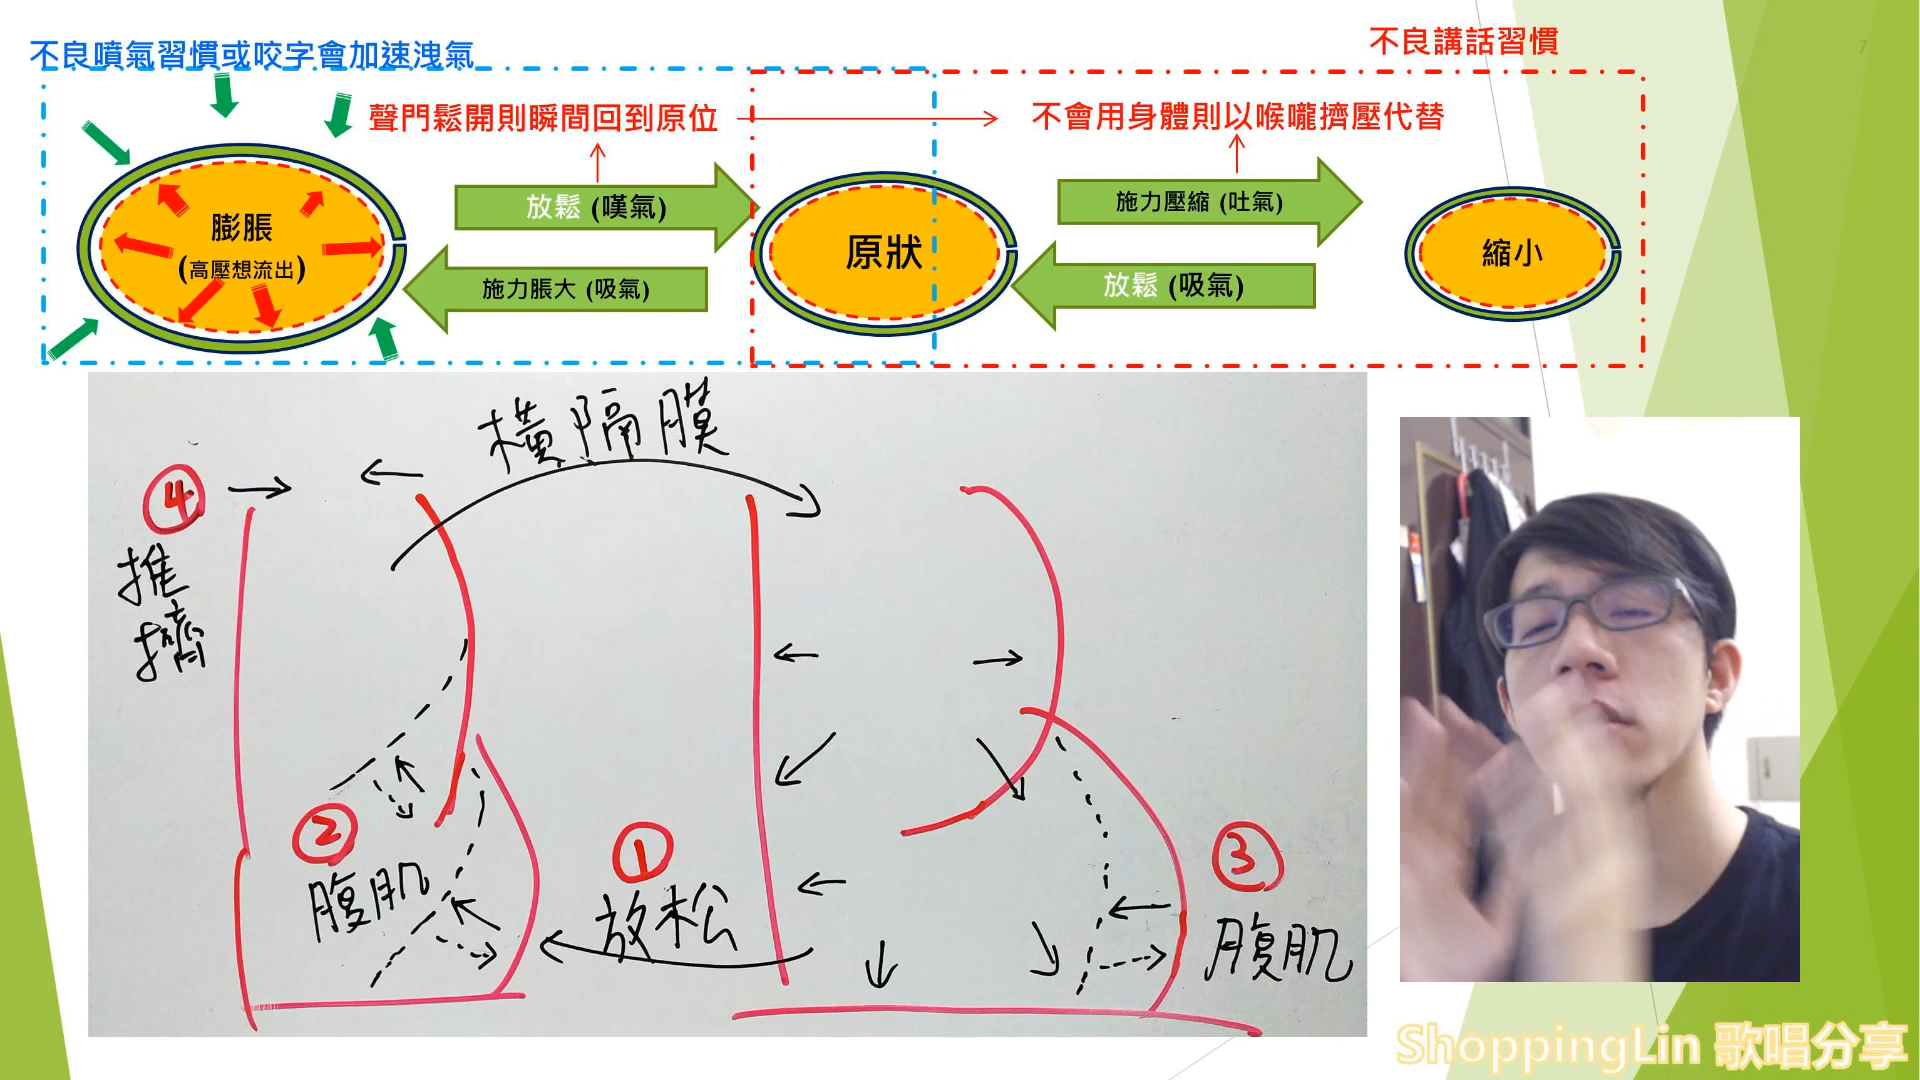 不良噴氣習慣或咬字會加速洩氣
不良講話習慣
7
聲門鬆開則瞬間回到原位
不會用身體則以喉嚨擠壓代替
放鬆 (嘆氣)
施力壓縮 (吐氣)
膨脹
(高壓想流出)
原狀
縮小
施力脹大 (吸氣)
放鬆 (吸氣)
橫隔膜
④
推
擠
②
腹肌
①
放松
③
腹肌
ShoppingLin 歌唱分享